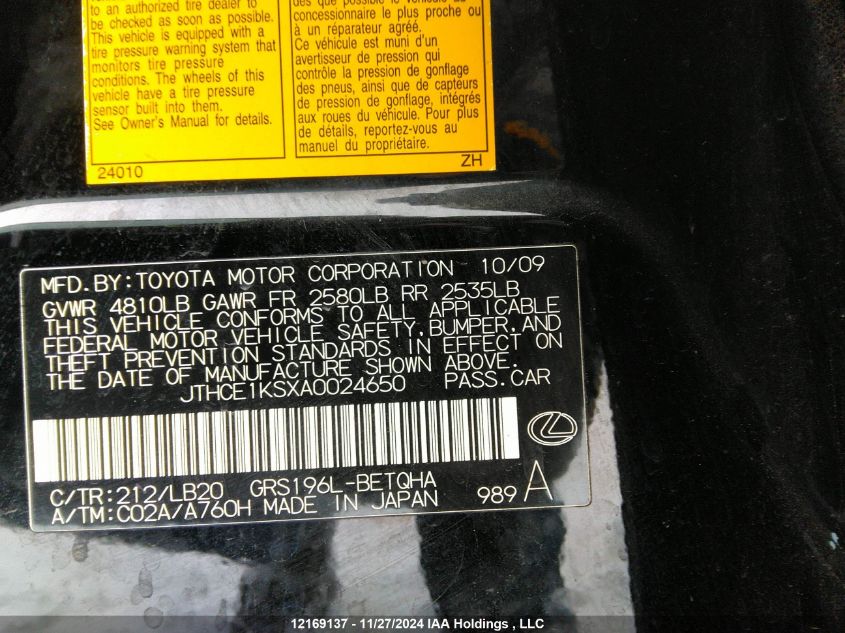 to an authorized tire dealer to
be checked as soon as possible.
This vehicle is equipped with a
tire pressure warning system that
monitors tire pressure
conditions. The wheels of this
vehicle have a tire pressure
sensor built into them.
See Owner's Manual for details.
24010
dès que possible le véhicule au
concessionnaire le plus proche ou
à un réparateur agréé.
Ce véhicule est muni d'un
avertisseur de pression qui
contrôle la pression de gonflage
des pneus, ainsi que de capteurs
de pression de gonflage, intégrés
aux roues du véhicule. Pour plus
de détails, reportez-vous au
manuel du propriétaire.
ZH
MFD.BY:TOYOTA MOTOR CORPORATION 10/09
GVWR 4810LB GAWR FR 2580LB RR 2535LB
THIS VEHICLE CONFORMS TO ALL APPLICABLE
FEDERAL MOTOR VEHICLE SAFETY,BUMPER,AND
THEFT PREVENTION STANDARDS IN EFFECT ON
THE DATE OF MANUFACTURE SHOWN ABOVE.
JTHCE1KSXA0024650 PASS.CAR
C/TR:212/LB20 GRS196L-BETQHA
A/TM:C02A/A760H MADE IN JAPAN 989 A
12169137 - 11/27/2024 IAA Holdings , LLC